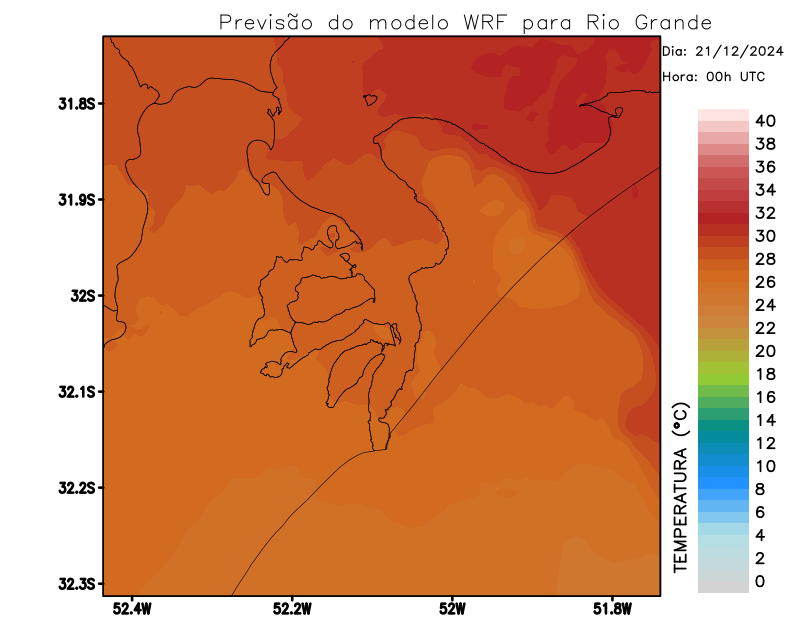 Previsão do modelo WRF para Rio Grande
Dia: 21/12/2024
Hora: 00h UTC
31.8S
31.9S
32S
32.1S
32.2S
32.3S
52.4W
52.2W
52W
51.8W
TEMPERATURA (°C)
40
38
36
34
32
30
28
26
24
22
20
18
16
14
12
10
8
6
4
2
0